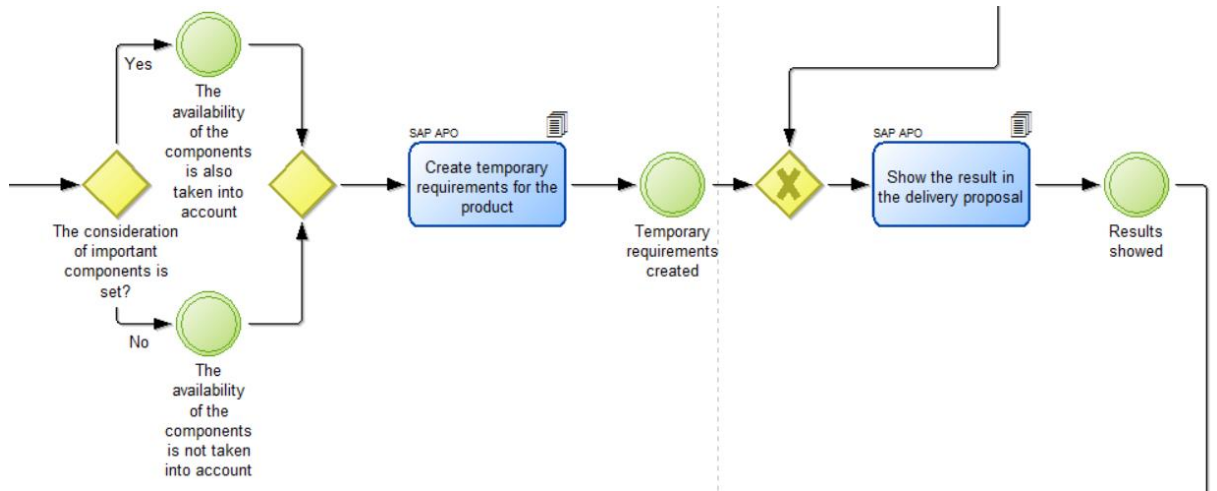 Yes
The
availability
of the
components
is also
taken into
account
The consideration
of important
components is
set?
No
The
availability
of the
components
is not taken
into account
SAP APO
Create temporary
requirements for the
product
Temporary
requirements
created
SAP APO
Show the result in
the delivery proposal
Results
showed